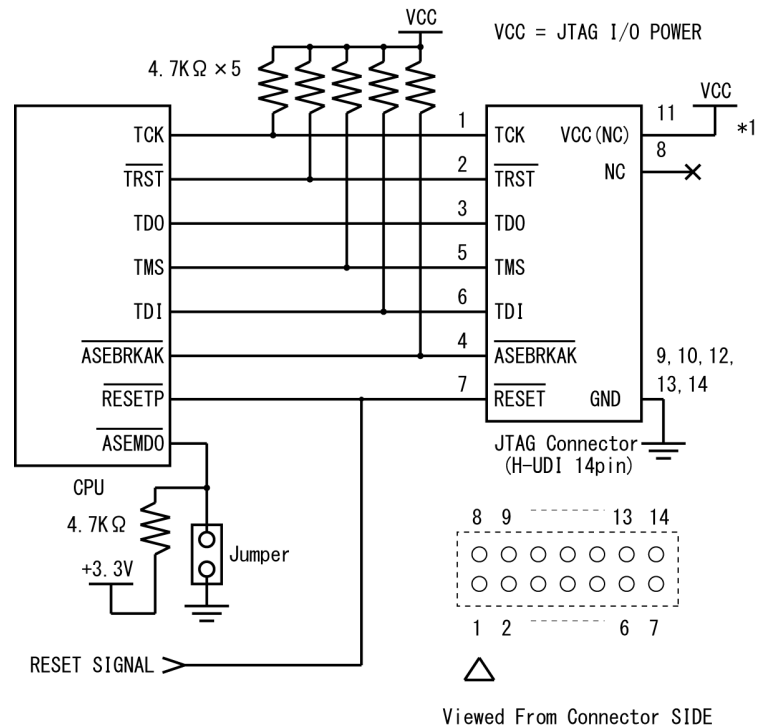 VCC
VCC = JTAG I/O POWER
4.7KΩ×5
VCC
*1
TCK
1
TCK
VCC(NC)
11
TRST
2
TRST
NC
8
TDO
3
TDO
TMS
5
TMS
TDI
6
TDI
ASEBRKAK
4
ASEBRKAK
9,10,12,
13,14
RESETP
7
RESET
GND
ASEMDO
JTAG Connector
(H-UDI 14pin)
CPU
4.7KΩ
+3.3V
Jumper
8 9 13 14
1 2 6 7
RESET SIGNAL
Viewed From Connector SIDE